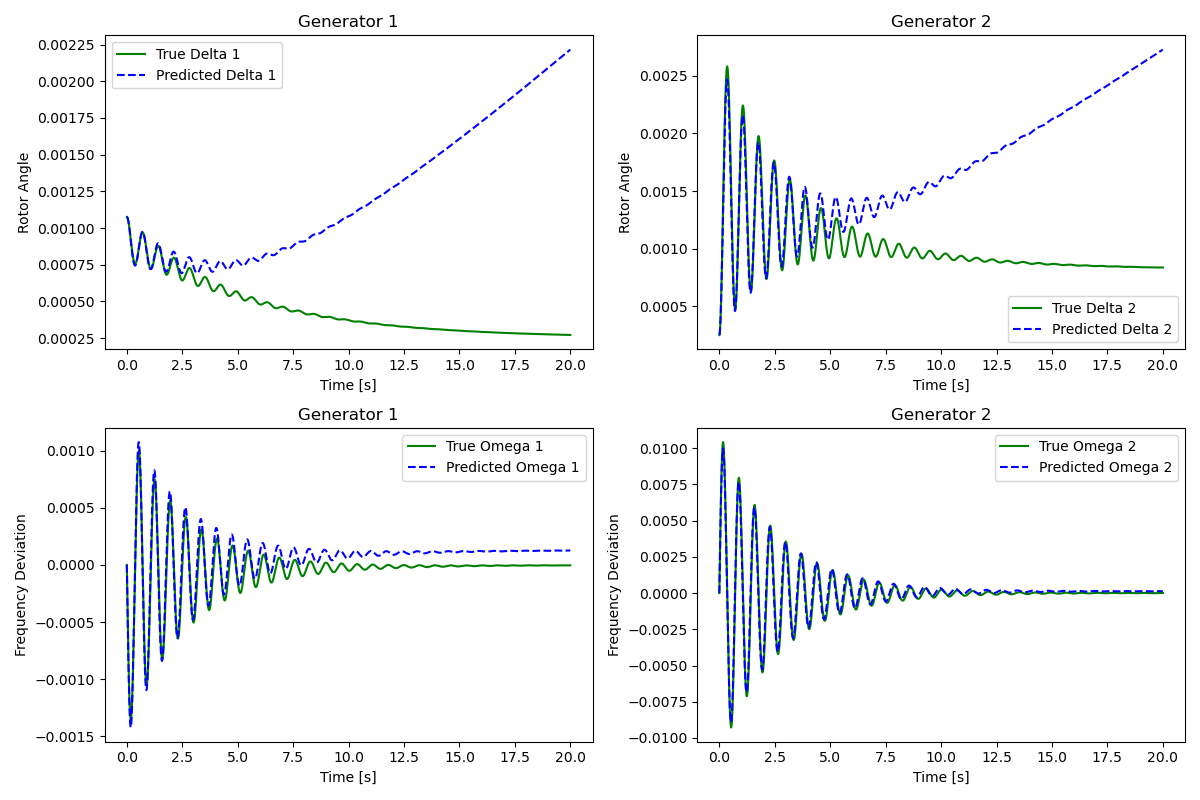 Generator 1
Rotor Angle
0.00225
0.00200
0.00175
0.00150
0.00125
0.00100
0.00075
0.00050
0.00025
True Delta 1
Predicted Delta 1
0.0 2.5 5.0 7.5 10.0 12.5 15.0 17.5 20.0
Time [s]
Generator 2
Rotor Angle
0.0025
0.0020
0.0015
0.0010
0.0005
True Delta 2
Predicted Delta 2
0.0 2.5 5.0 7.5 10.0 12.5 15.0 17.5 20.0
Time [s]
Generator 1
Frequency Deviation
0.0010
0.0005
0.0000
−0.0005
−0.0010
−0.0015
True Omega 1
Predicted Omega 1
0.0 2.5 5.0 7.5 10.0 12.5 15.0 17.5 20.0
Time [s]
Generator 2
Frequency Deviation
0.0100
0.0075
0.0050
0.0025
0.0000
−0.0025
−0.0050
−0.0075
−0.0100
True Omega 2
Predicted Omega 2
0.0 2.5 5.0 7.5 10.0 12.5 15.0 17.5 20.0
Time [s]